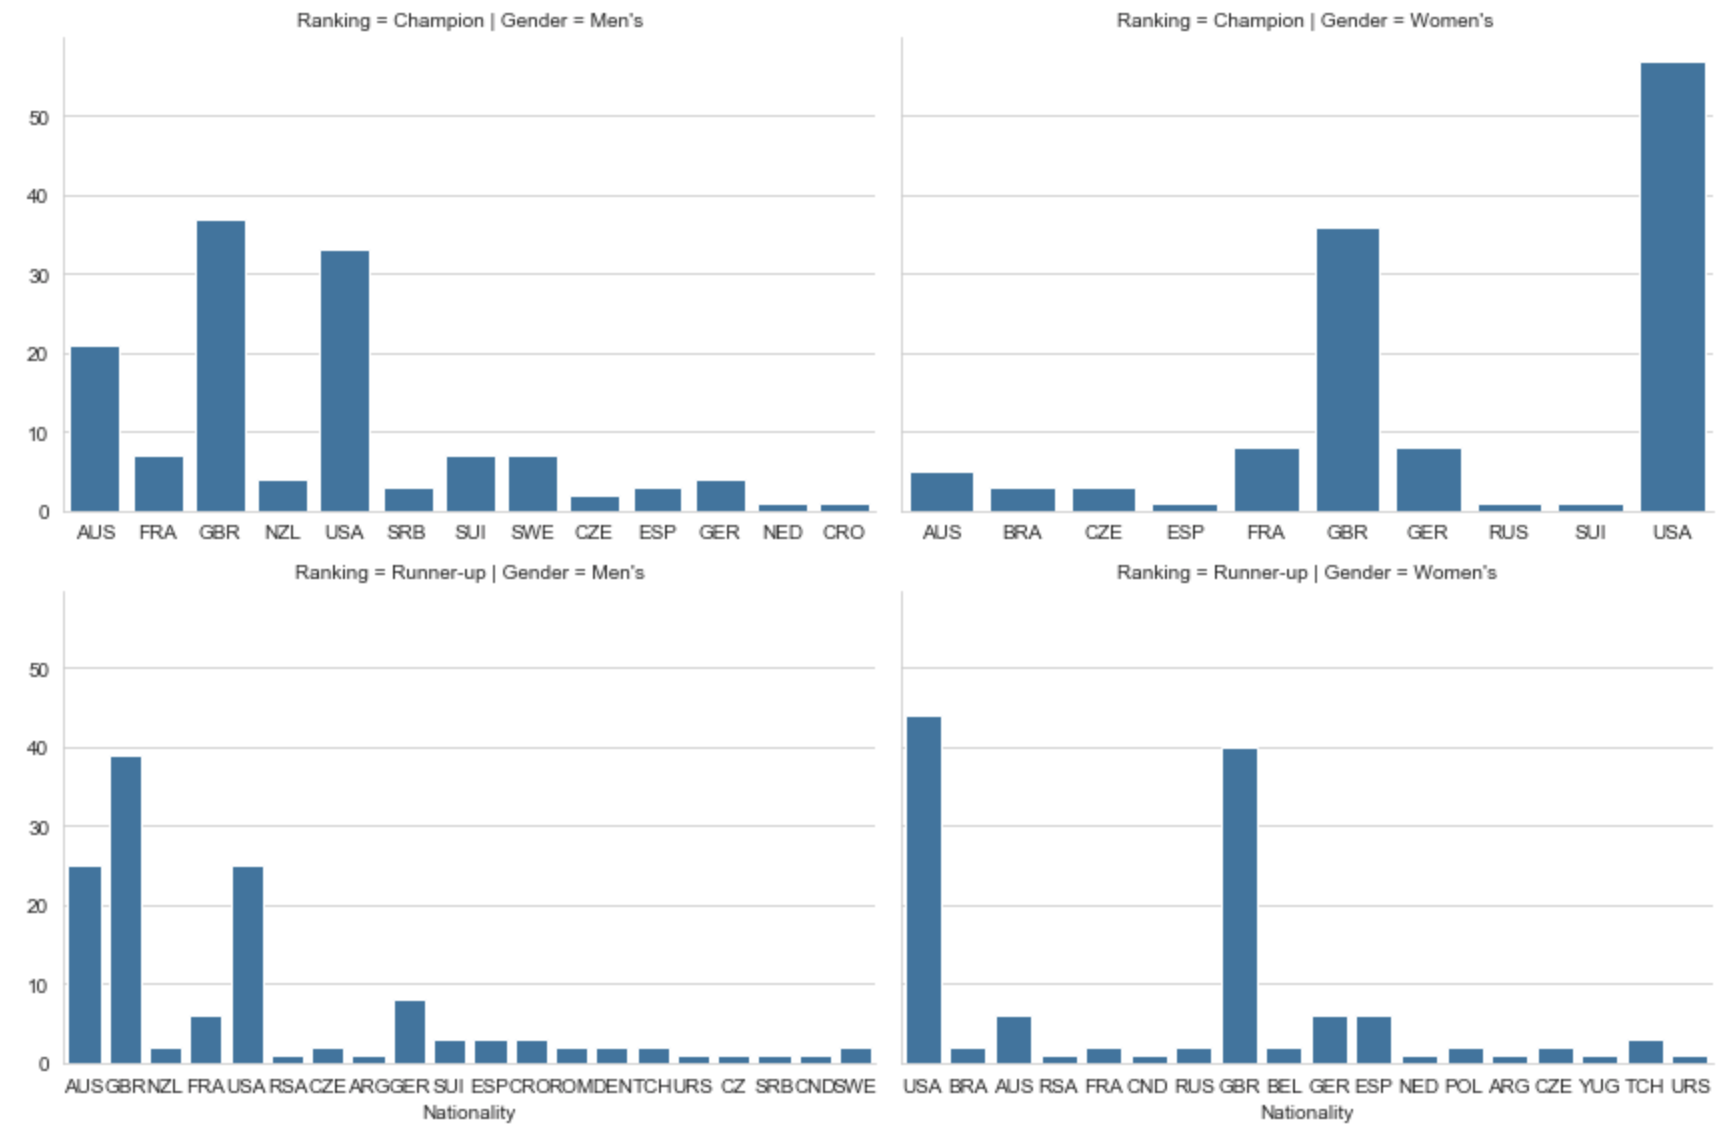 Ranking = Champion | Gender = Men's
50
40
30
20
10
0
AUS FRA GBR NZL USA SRB SUI SWE CZE ESP GER NED CRO
Ranking = Champion | Gender = Women's
AUS BRA CZE ESP FRA GBR GER RUS SUI USA
Ranking = Runner-up | Gender = Men's
50
40
30
20
10
0
AUS GBR NZL FRA USA RSA CZE ARG GER SUI ESP CRO ROM DEN TCH URS CZ SRB CND SWE
Nationality
Ranking = Runner-up | Gender = Women's
USA BRA AUS RSA FRA CND RUS GBR BEL GER ESP NED POL ARG CZE YUG TCH URS
Nationality